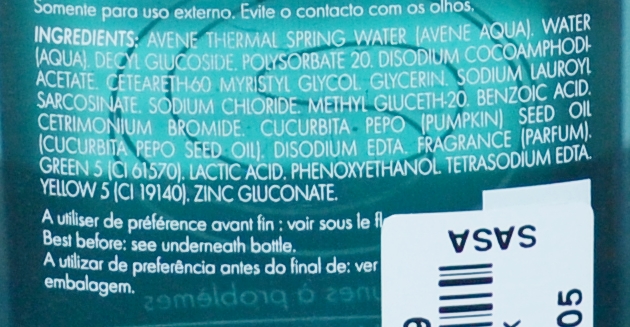 Somente para uso externo. Evite o contacto com os olhos.
INGREDIENTS: AVENE THERMAL SPRING WATER (AVENE AQUA). WATER
(AQUA). DECYL GLUCOSIDE. POLYSORBATE 20. DISODIUM COCOAMPHODI-
ACETATE. CETEARETH-60 MYRISTYL GLYCOL. GLYCERIN. SODIUM LAUROYL
SARCOSINATE. SODIUM CHLORIDE. METHYL GLUCETH-20. BENZOIC ACID.
CETRIMONIUM BROMIDE. CUCURBITA PEPO (PUMPKIN) SEED OIL
(CUCURBITA PEPO SEED OIL). DISODIUM EDTA. FRAGRANCE (PARFUM).
GREEN 5 (CI 61570). LACTIC ACID. PHENOXYETHANOL. TETRASODIUM EDTA.
YELLOW 5 (CI 19140). ZINC GLUCONATE.
A utiliser de préférence avant fin : voir sous le fl
Best before: see underneath bottle.
A utilizar de preferência antes do final de: ver
embalagem.
SASA
05